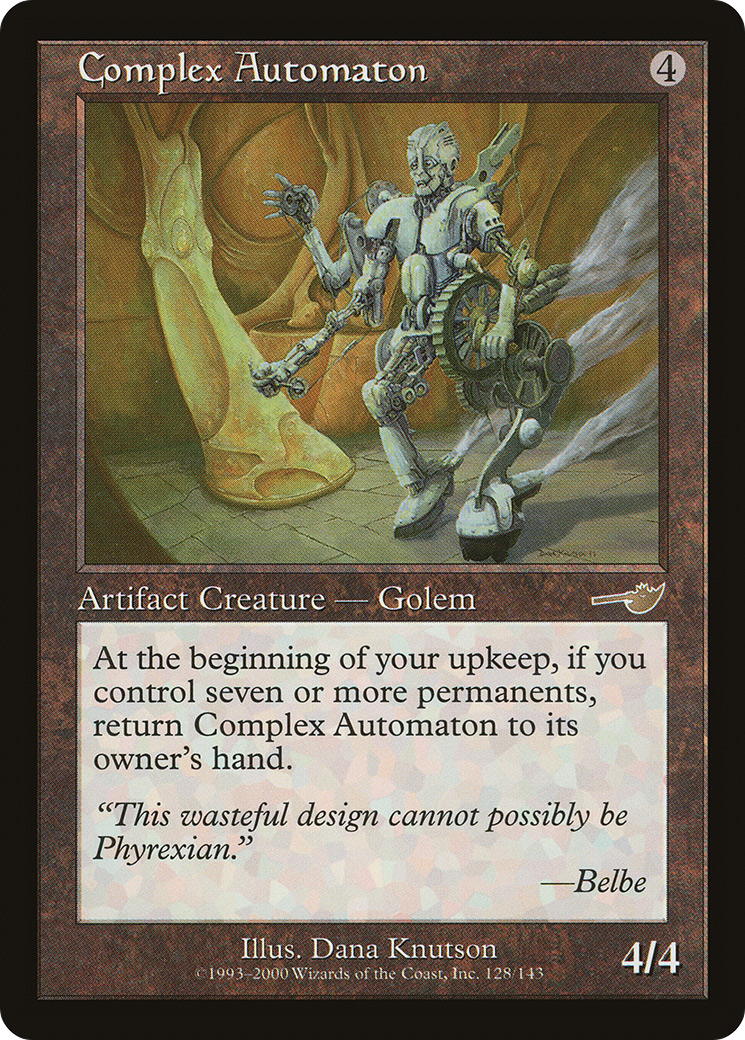 Complex Automaton 4
Artifact Creature — Golem
At the beginning of your upkeep, if you
control seven or more permanents,
return Complex Automaton to its
owner's hand.
“This wasteful design cannot possibly be
Phyrexian.”
—Belbe
Illus. Dana Knutson
©1993–2000 Wizards of the Coast, Inc. 128/143
4/4